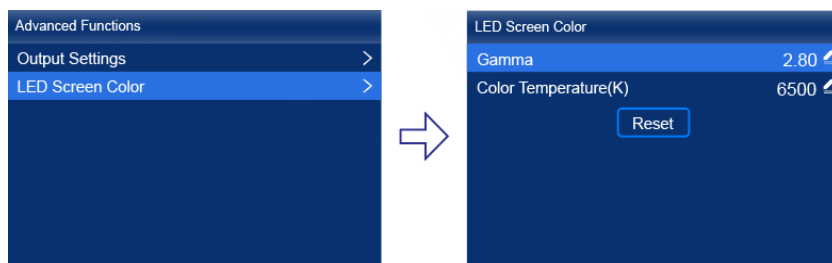 Advanced Functions
Output Settings
LED Screen Color
LED Screen Color
Gamma 2.80
Color Temperature(K) 6500
Reset